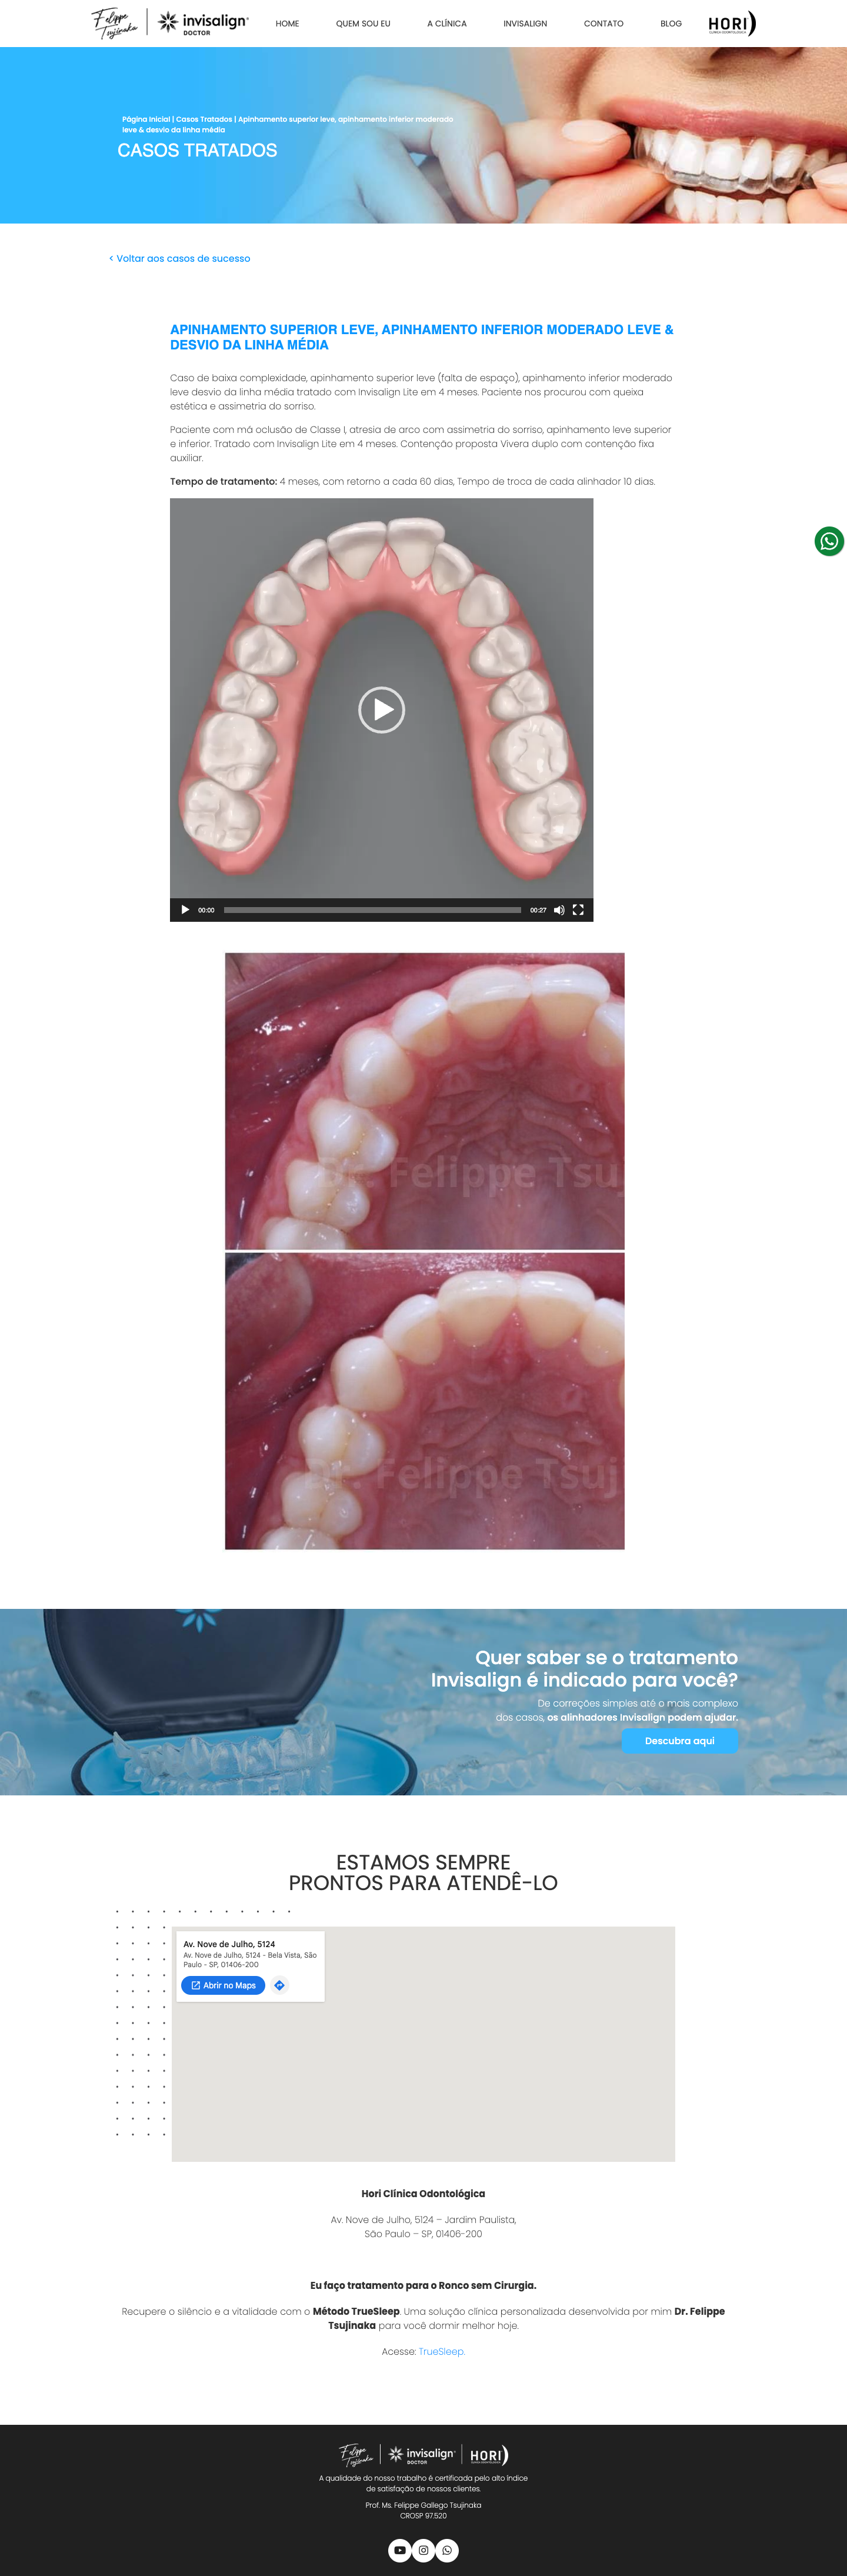 Felippe Tsujinaka
invisalign®
DOCTOR
HOME
QUEM SOU EU
A CLÍNICA
INVISALIGN
CONTATO
BLOG
HORI
CLÍNICA ODONTOLÓGICA
Página Inicial | Casos Tratados | Apinhamento superior leve, apinhamento inferior moderado
leve & desvio da linha média
CASOS TRATADOS
< Voltar aos casos de sucesso
APINHAMENTO SUPERIOR LEVE, APINHAMENTO INFERIOR MODERADO LEVE &
DESVIO DA LINHA MÉDIA
Caso de baixa complexidade, apinhamento superior leve (falta de espaço), apinhamento inferior moderado
leve desvio da linha média tratado com Invisalign Lite em 4 meses. Paciente nos procurou com queixa
estética e assimetria do sorriso.
Paciente com má oclusão de Classe I, atresia de arco com assimetria do sorriso, apinhamento leve superior
e inferior. Tratado com Invisalign Lite em 4 meses. Contenção proposta Vivera duplo com contenção fixa
auxiliar.
Tempo de tratamento: 4 meses, com retorno a cada 60 dias, Tempo de troca de cada alinhador 10 dias.
00:00
00:27
Dr. Felippe Tsuj
Dr. Felippe Tsuji
Quer saber se o tratamento
Invisalign é indicado para você?
De correções simples até o mais complexo
dos casos, os alinhadores Invisalign podem ajudar.
Descubra aqui
ESTAMOS SEMPRE
PRONTOS PARA ATENDÊ-LO
Av. Nove de Julho, 5124
Av. Nove de Julho, 5124 - Bela Vista, São
Paulo - SP, 01406-200
Abrir no Maps
Hori Clínica Odontológica
Av. Nove de Julho, 5124 – Jardim Paulista,
São Paulo – SP, 01406-200
Eu faço tratamento para o Ronco sem Cirurgia.
Recupere o silêncio e a vitalidade com o Método TrueSleep. Uma solução clínica personalizada desenvolvida por mim Dr. Felippe
Tsujinaka para você dormir melhor hoje.
Acesse: TrueSleep.
Felippe Tsujinaka
invisalign®
DOCTOR
HORI
CLÍNICA ODONTOLÓGICA
A qualidade do nosso trabalho é certificada pelo alto índice
de satisfação de nossos clientes.
Prof. Ms. Felippe Gallego Tsujinaka
CROSP 97.520